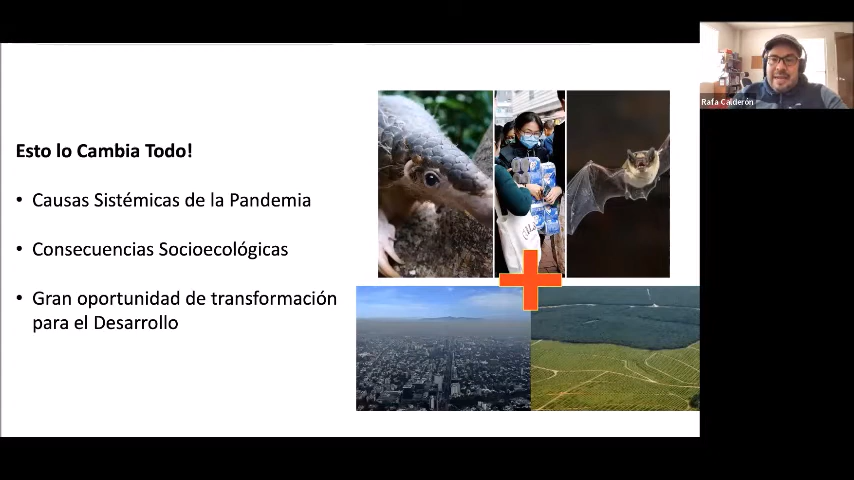 Rafa Calderón
Esto lo Cambia Todo!
• Causas Sistémicas de la Pandemia
• Consecuencias Socioecológicas
• Gran oportunidad de transformación
para el Desarrollo